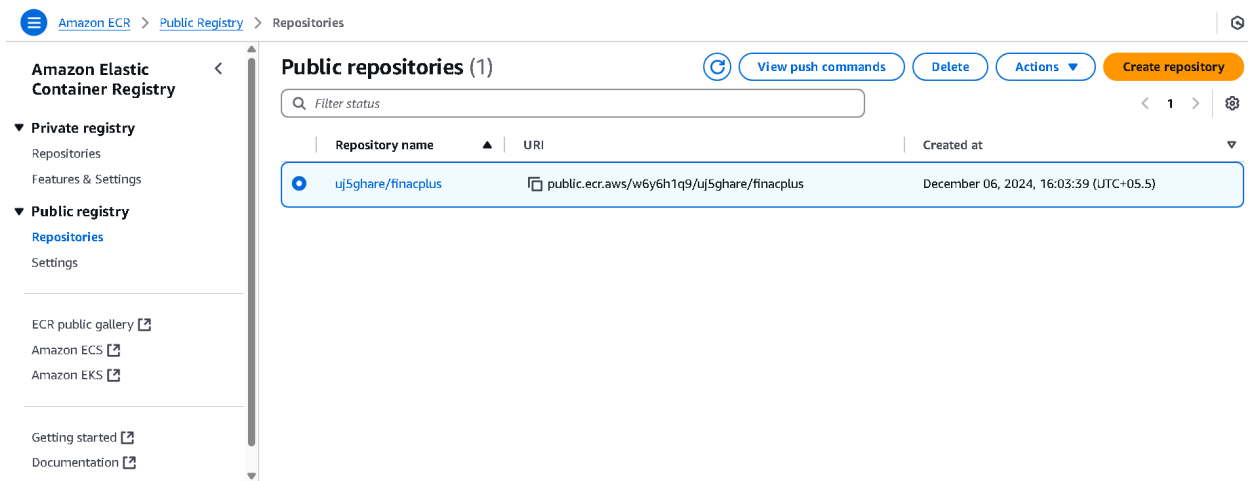 Amazon ECR > Public Registry > Repositories
Amazon Elastic
Container Registry
Private registry
Repositories
Features & Settings
Public registry
Repositories
Settings
ECR public gallery
Amazon ECS
Amazon EKS
Getting started
Documentation
Public repositories (1)
View push commands Delete Actions Create repository
Filter status
1
Repository name URI Created at
uj5ghare/finacplus public.ecr.aws/w6y6h1q9/uj5ghare/finacplus December 06, 2024, 16:03:39 (UTC+05.5)